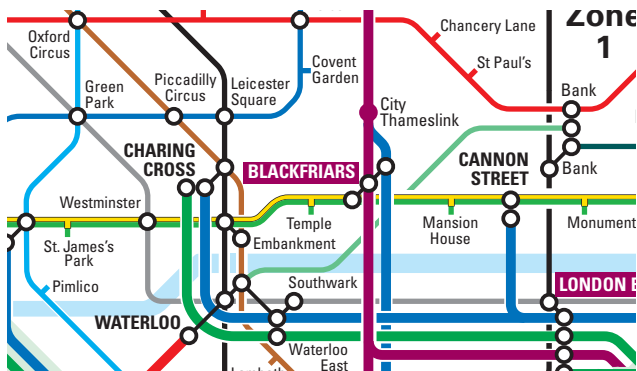 Oxford
Circus
Chancery Lane
Zone
1
St Paul's
Covent
Garden
Green
Park
Piccadilly
Circus
Leicester
Square
Bank
City
Thameslink
CHARING
CROSS
BLACKFRIARS
CANNON
STREET
Bank
Westminster
Temple
Mansion
House
Monument
St. James's
Park
Embankment
Pimlico
Southwark
LONDON
WATERLOO
Waterloo
East